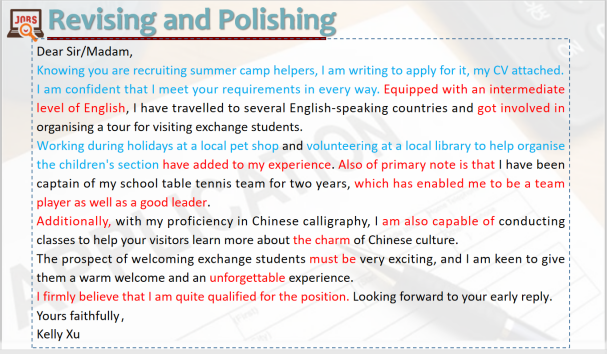 JNRS
Revising and Polishing
Dear Sir/Madam,
Knowing you are recruiting summer camp helpers, I am writing to apply for it, my CV attached.
I am confident that I meet your requirements in every way. Equipped with an intermediate
level of English, I have travelled to several English-speaking countries and got involved in
organising a tour for visiting exchange students.
Working during holidays at a local pet shop and volunteering at a local library to help organise
the children's section have added to my experience. Also of primary note is that I have been
captain of my school table tennis team for two years, which has enabled me to be a team
player as well as a good leader.
Additionally, with my proficiency in Chinese calligraphy, I am also capable of conducting
classes to help your visitors learn more about the charm of Chinese culture.
The prospect of welcoming exchange students must be very exciting, and I am keen to give
them a warm welcome and an unforgettable experience.
I firmly believe that I am quite qualified for the position. Looking forward to your early reply.
Yours faithfully,
Kelly Xu
APPLICATION